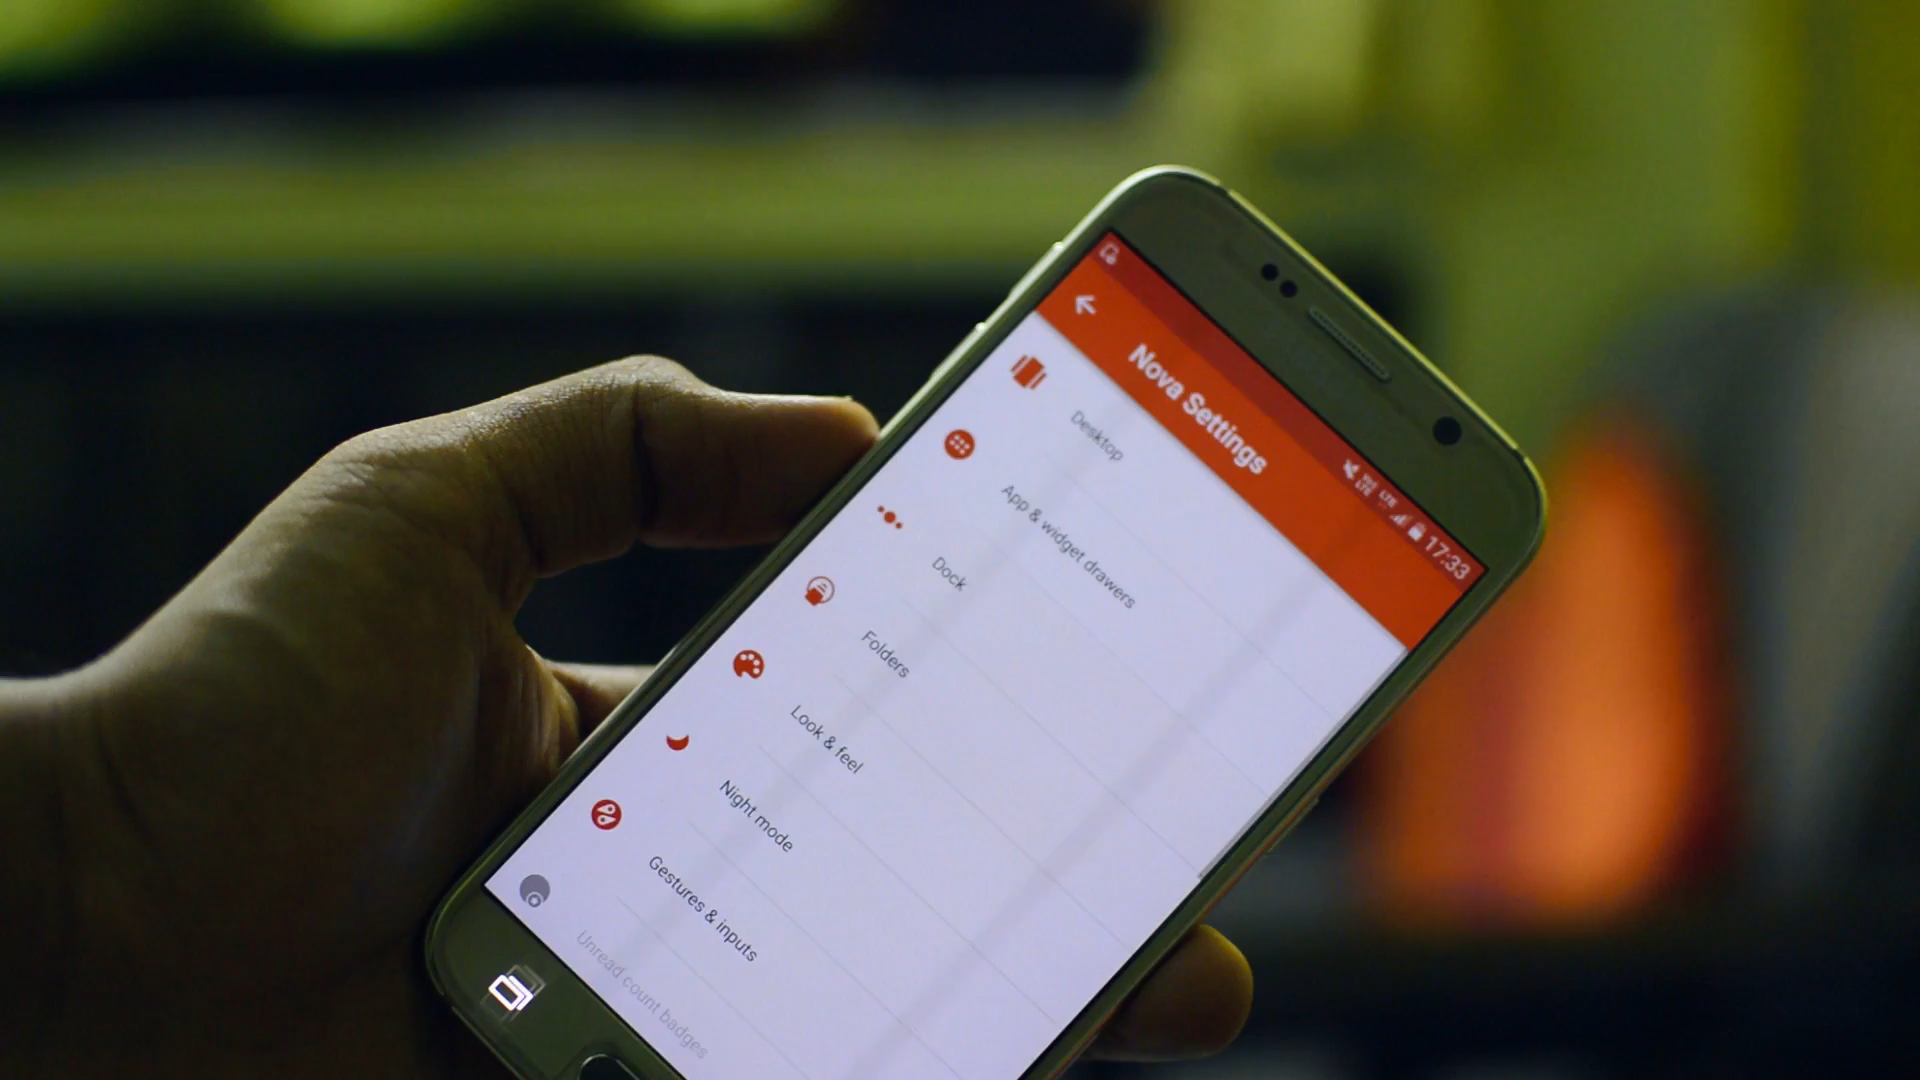 17:33
Nova Settings
Desktop
App & widget drawers
Dock
Folders
Look & feel
Night mode
Gestures & inputs
Unread count badges